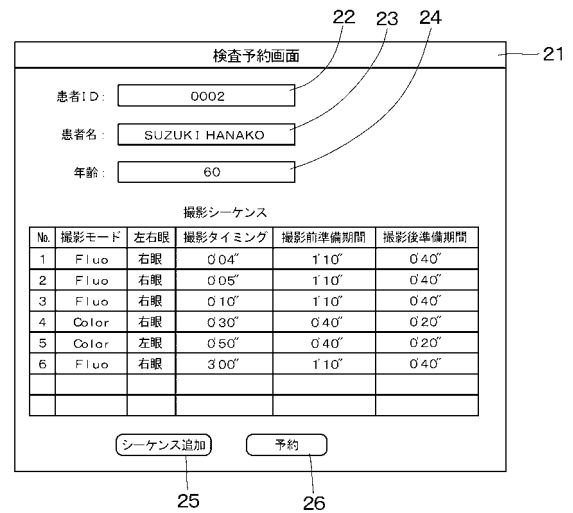 22 23 24
検査予約画面 21
患者ID: 0002
患者名: SUZUKI HANAKO
年齢: 60
撮影シーケンス
No. 撮影モード 左右眼 撮影タイミング 撮影前準備期間 撮影後準備期間
1 Fluo 右眼 0'04" 1'10" 0'40"
2 Fluo 右眼 0'05" 1'10" 0'40"
3 Fluo 右眼 0'10" 1'10" 0'40"
4 Color 右眼 0'30" 0'40" 0'20"
5 Color 左眼 0'50" 0'40" 0'20"
6 Fluo 右眼 3'00" 1'10" 0'40"
シーケンス追加 予約
25 26